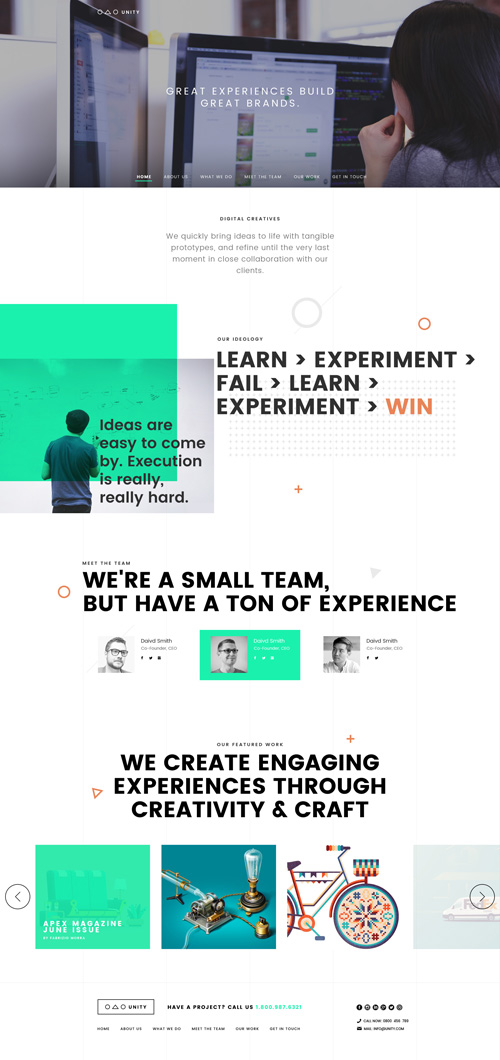 UNITY
GREAT EXPERIENCES BUILD
GREAT BRANDS.
HOME ABOUT US WHAT WE DO MEET THE TEAM OUR WORK GET IN TOUCH
DIGITAL CREATIVES
We quickly bring ideas to life with tangible
prototypes, and refine until the very last
moment in close collaboration with our
clients.
OUR IDEOLOGY
LEARN > EXPERIMENT >
FAIL > LEARN >
EXPERIMENT > WIN
Ideas are
easy to come
by. Execution
is really,
really hard.
MEET THE TEAM
WE'RE A SMALL TEAM,
BUT HAVE A TON OF EXPERIENCE
Daivd Smith
Co-Founder, CEO
Daivd Smith
Co-Founder, CEO
Daivd Smith
Co-Founder, CEO
OUR FEATURED WORK
WE CREATE ENGAGING
EXPERIENCES THROUGH
CREATIVITY & CRAFT
APEX MAGAZINE
JUNE ISSUE
UNITY
HAVE A PROJECT? CALL US 1.800.987.6321
HOME ABOUT US WHAT WE DO MEET THE TEAM OUR WORK GET IN TOUCH
CALL NOW: 0800 456 789
MAIL: INFO@UNITY.COM